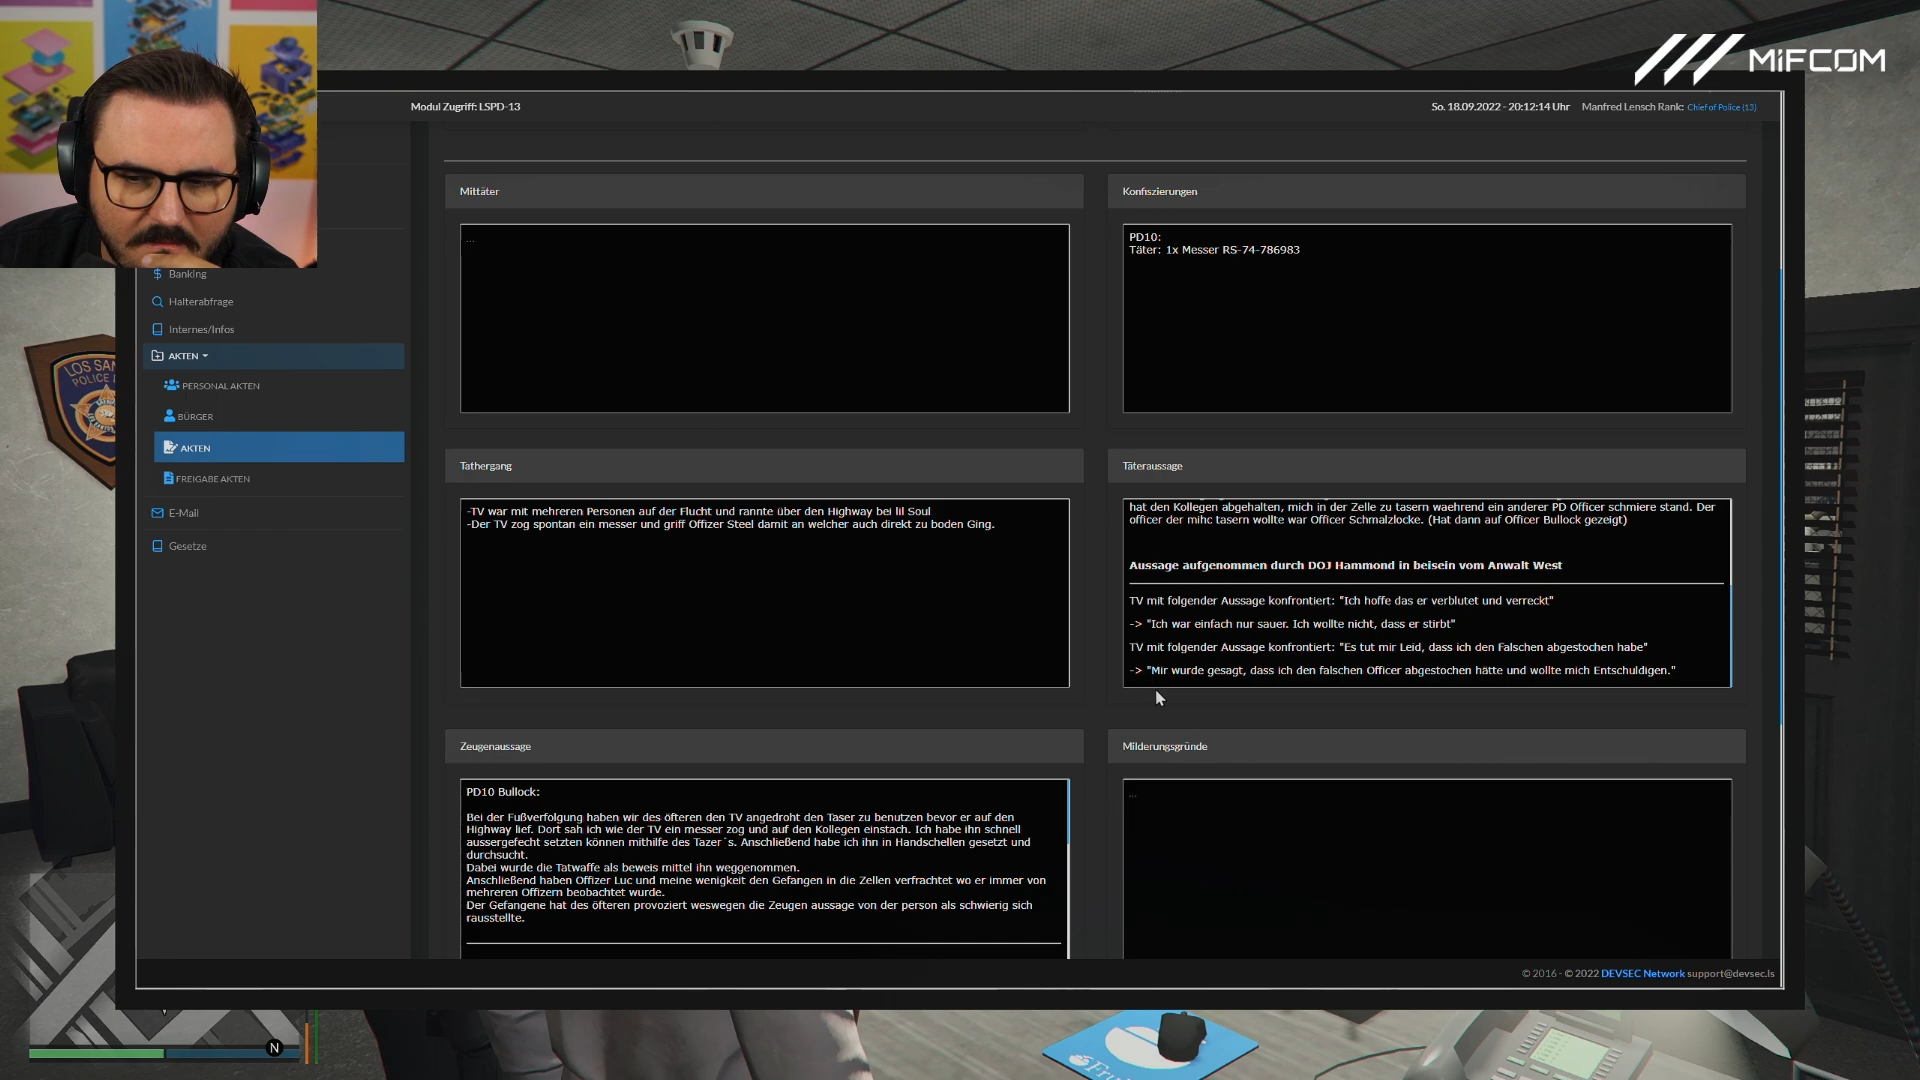 MIFCOM
Modul Zugriff: LSPD-13
So. 18.09.2022 - 20:12:14 Uhr Manfred Lensch Rank: Chief of Police (13)
Mittäter
Konfiszierungen
...
PD10:
Täter: 1x Messer RS-74-786983
Banking
Halterabfrage
Internes/Infos
AKTEN
PERSONAL AKTEN
BÜRGER
AKTEN
FREIGABE AKTEN
E-Mail
Gesetze
LOS SAN
POLICE
Tathergang
Täteraussage
-TV war mit mehreren Personen auf der Flucht und rannte über den Highway bei lil Soul
-Der TV zog spontan ein messer und griff Offizer Steel damit an welcher auch direkt zu boden Ging.
hat den Kollegen abgehalten, mich in der Zelle zu tasern waehrend ein anderer PD Officer schmiere stand. Der
officer der mihc tasern wollte war Officer Schmalzlocke. (Hat dann auf Officer Bullock gezeigt)
Aussage aufgenommen durch DOJ Hammond in beisein vom Anwalt West
TV mit folgender Aussage konfrontiert: "Ich hoffe das er verblutet und verreckt"
-> "Ich war einfach nur sauer. Ich wollte nicht, dass er stirbt"
TV mit folgender Aussage konfrontiert: "Es tut mir Leid, dass ich den Falschen abgestochen habe"
-> "Mir wurde gesagt, dass ich den falschen Officer abgestochen hätte und wollte mich Entschuldigen."
Zeugenaussage
Milderungsgründe
PD10 Bullock:
Bei der Fußverfolgung haben wir des öfteren den TV angedroht den Taser zu benutzen bevor er auf den
Highway lief. Dort sah ich wie der TV ein messer zog und auf den Kollegen einstach. Ich habe ihn schnell
aussergefecht setzten können mithilfe des Tazer´s. Anschließend habe ich ihn in Handschellen gesetzt und
durchsucht.
Dabei wurde die Tatwaffe als beweis mittel ihn weggenommen.
Anschließend haben Offizer Luc und meine wenigkeit den Gefangen in die Zellen verfrachtet wo er immer von
mehreren Offizern beobachtet wurde.
Der Gefangene hat des öfteren provoziert weswegen die Zeugen aussage von der person als schwierig sich
rausstellte.
...
© 2016 - © 2022 DEVSEC Network support@devsec.ls
N